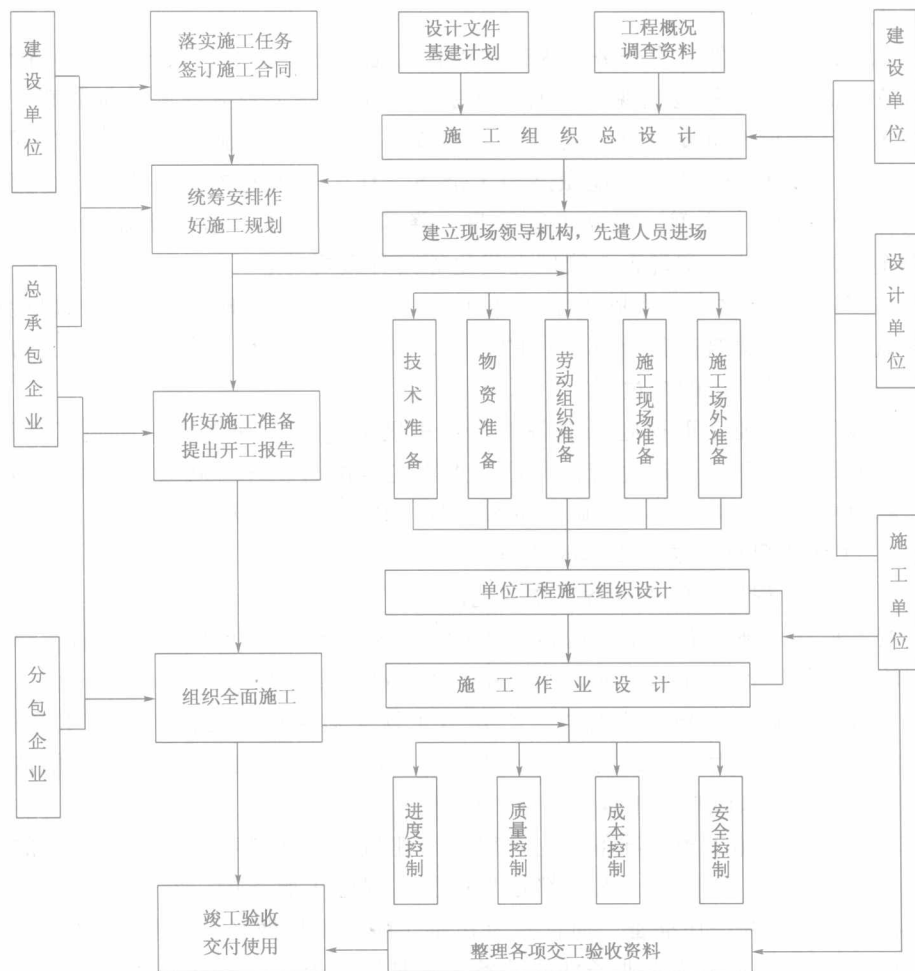 建设单位
落实施工任务
签订施工合同
设计文件
基建计划
工程概况
调查资料
建设单位
施工组织总设计
统筹安排作
好施工规划
建立现场领导机构，先遣人员进场
总承包企业
设计单位
技术准备
物资准备
劳动组织准备
施工现场准备
施工场外准备
作好施工准备
提出开工报告
施工单位
单位工程施工组织设计
分包企业
组织全面施工
施工作业设计
进度控制
质量控制
成本控制
安全控制
竣工验收
交付使用
整理各项交工验收资料